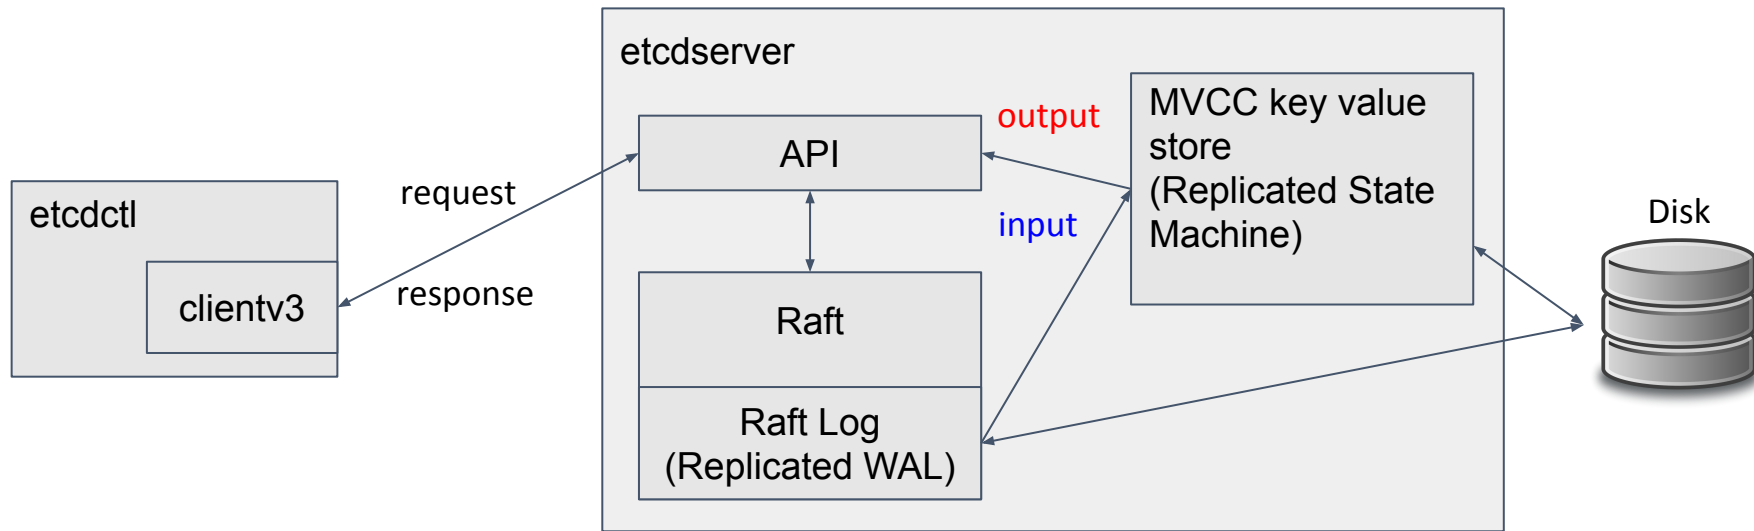 etcdctl
clientv3
request
response
etcdserver
API
Raft
Raft Log
(Replicated WAL)
output
input
MVCC key value
store
(Replicated State
Machine)
Disk